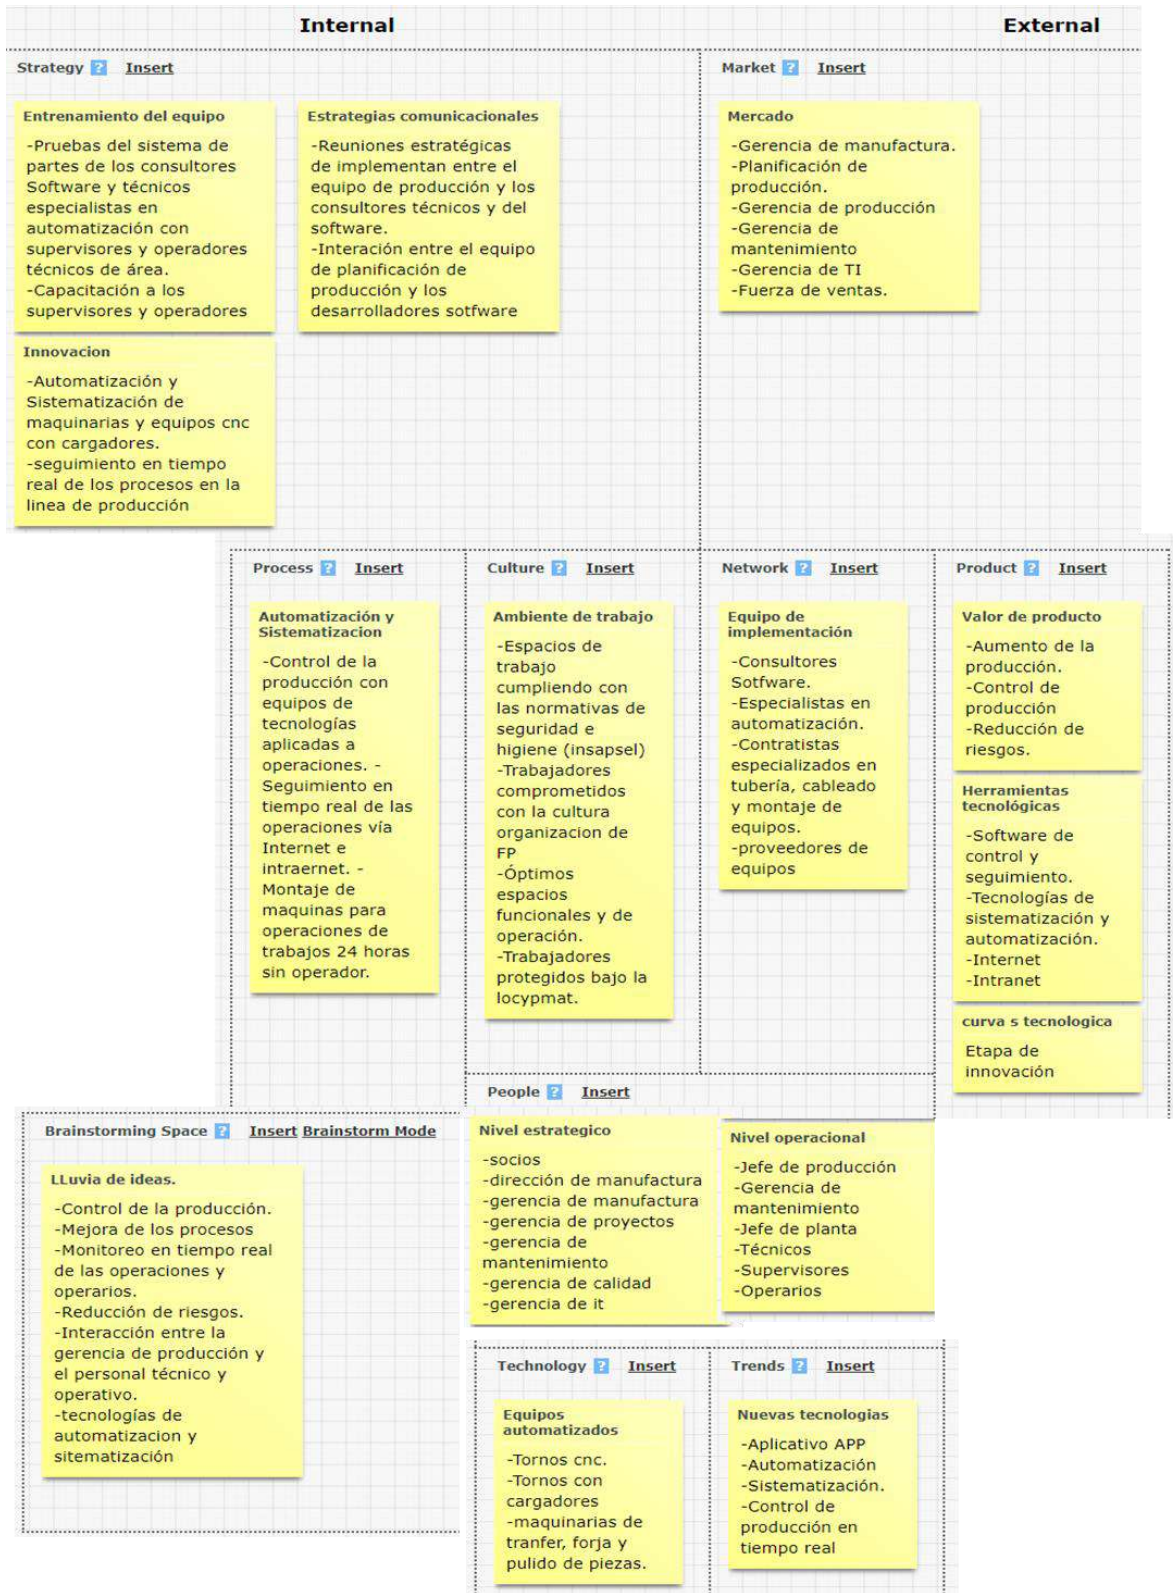 Internal
External
Strategy ? Insert
Entrenamiento del equipo
-Pruebas del sistema de
partes de los consultores
Software y técnicos
especialistas en
automatización con
supervisores y operadores
técnicos de área.
-Capacitación a los
supervisores y operadores
Estrategias comunicacionales
-Reuniones estratégicas
de implementan entre el
equipo de producción y los
consultores técnicos y del
software.
-Interación entre el equipo
de planificación de
producción y los
desarrolladores sotfware
Innovacion
-Automatización y
Sistematización de
maquinarias y equipos cnc
con cargadores.
-seguimiento en tiempo
real de los procesos en la
linea de producción
Market ? Insert
Mercado
-Gerencia de manufactura.
-Planificación de
producción.
-Gerencia de producción
-Gerencia de
mantenimiento
-Gerencia de TI
-Fuerza de ventas.
Process ? Insert
Automatización y
Sistematizacion
-Control de la
producción con
equipos de
tecnologías
aplicadas a
operaciones. -
Seguimiento en
tiempo real de las
operaciones vía
Internet e
intraernet. -
Montaje de
maquinas para
operaciones de
trabajos 24 horas
sin operador.
Culture ? Insert
Ambiente de trabajo
-Espacios de
trabajo
cumpliendo con
las normativas de
seguridad e
higiene (insapsel)
-Trabajadores
comprometidos
con la cultura
organizacion de
FP
-Óptimos
espacios
funcionales y de
operación.
-Trabajadores
protegidos bajo la
locypmat.
Network ? Insert
Equipo de
implementación
-Consultores
Sotfware.
-Especialistas en
automatización.
-Contratistas
especializados en
tubería, cableado
y montaje de
equipos.
-proveedores de
equipos
Product ? Insert
Valor de producto
-Aumento de la
producción.
-Control de
producción
-Reducción de
riesgos.
Herramientas
tecnológicas
-Software de
control y
seguimiento.
-Tecnologías de
sistematización y
automatización.
-Internet
-Intranet
curva s tecnologica
Etapa de
innovación
People ? Insert
Nivel estrategico
-socios
-dirección de manufactura
-gerencia de manufactura
-gerencia de proyectos
-gerencia de
mantenimiento
-gerencia de calidad
-gerencia de it
Nivel operacional
-Jefe de producción
-Gerencia de
mantenimiento
-Jefe de planta
-Técnicos
-Supervisores
-Operarios
Brainstorming Space ? Insert Brainstorm Mode
LLuvia de ideas.
-Control de la producción.
-Mejora de los procesos
-Monitoreo en tiempo real
de las operaciones y
operarios.
-Reducción de riesgos.
-Interacción entre la
gerencia de producción y
el personal técnico y
operativo.
-tecnologías de
automatizacion y
sitematización
Technology ? Insert
Equipos
automatizados
-Tornos cnc.
-Tornos con
cargadores
-maquinarias de
tranfer, forja y
pulido de piezas.
Trends ? Insert
Nuevas tecnologias
-Aplicativo APP
-Automatización
-Sistematización.
-Control de
producción en
tiempo real